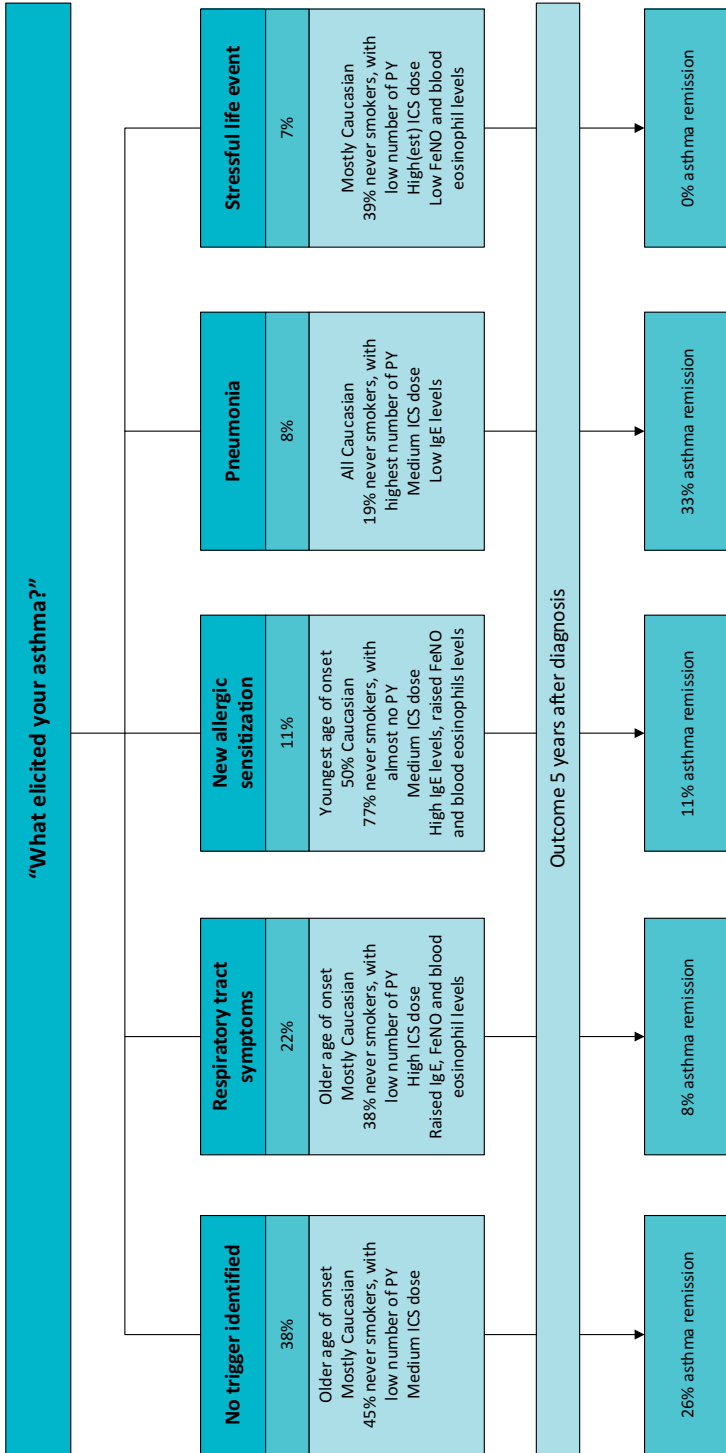 “What elicited your asthma?”
No trigger identified
38%
Older age of onset
Mostly Caucasian
45% never smokers, with
low number of PY
Medium ICS dose
Respiratory tract
symptoms
22%
Older age of onset
Mostly Caucasian
38% never smokers, with
low number of PY
High ICS dose
Raised IgE, FeNO and blood
eosinophil levels
New allergic
sensitization
11%
Youngest age of onset
50% Caucasian
77% never smokers, with
almost no PY
Medium ICS dose
High IgE levels, raised FeNO
and blood eosinophils levels
Pneumonia
8%
All Caucasian
19% never smokers, with
highest number of PY
Medium ICS dose
Low IgE levels
Stressful life event
7%
Mostly Caucasian
39% never smokers, with
low number of PY
High(est) ICS dose
Low FeNO and blood
eosinophil levels
Outcome 5 years after diagnosis
26% asthma remission
8% asthma remission
11% asthma remission
33% asthma remission
0% asthma remission